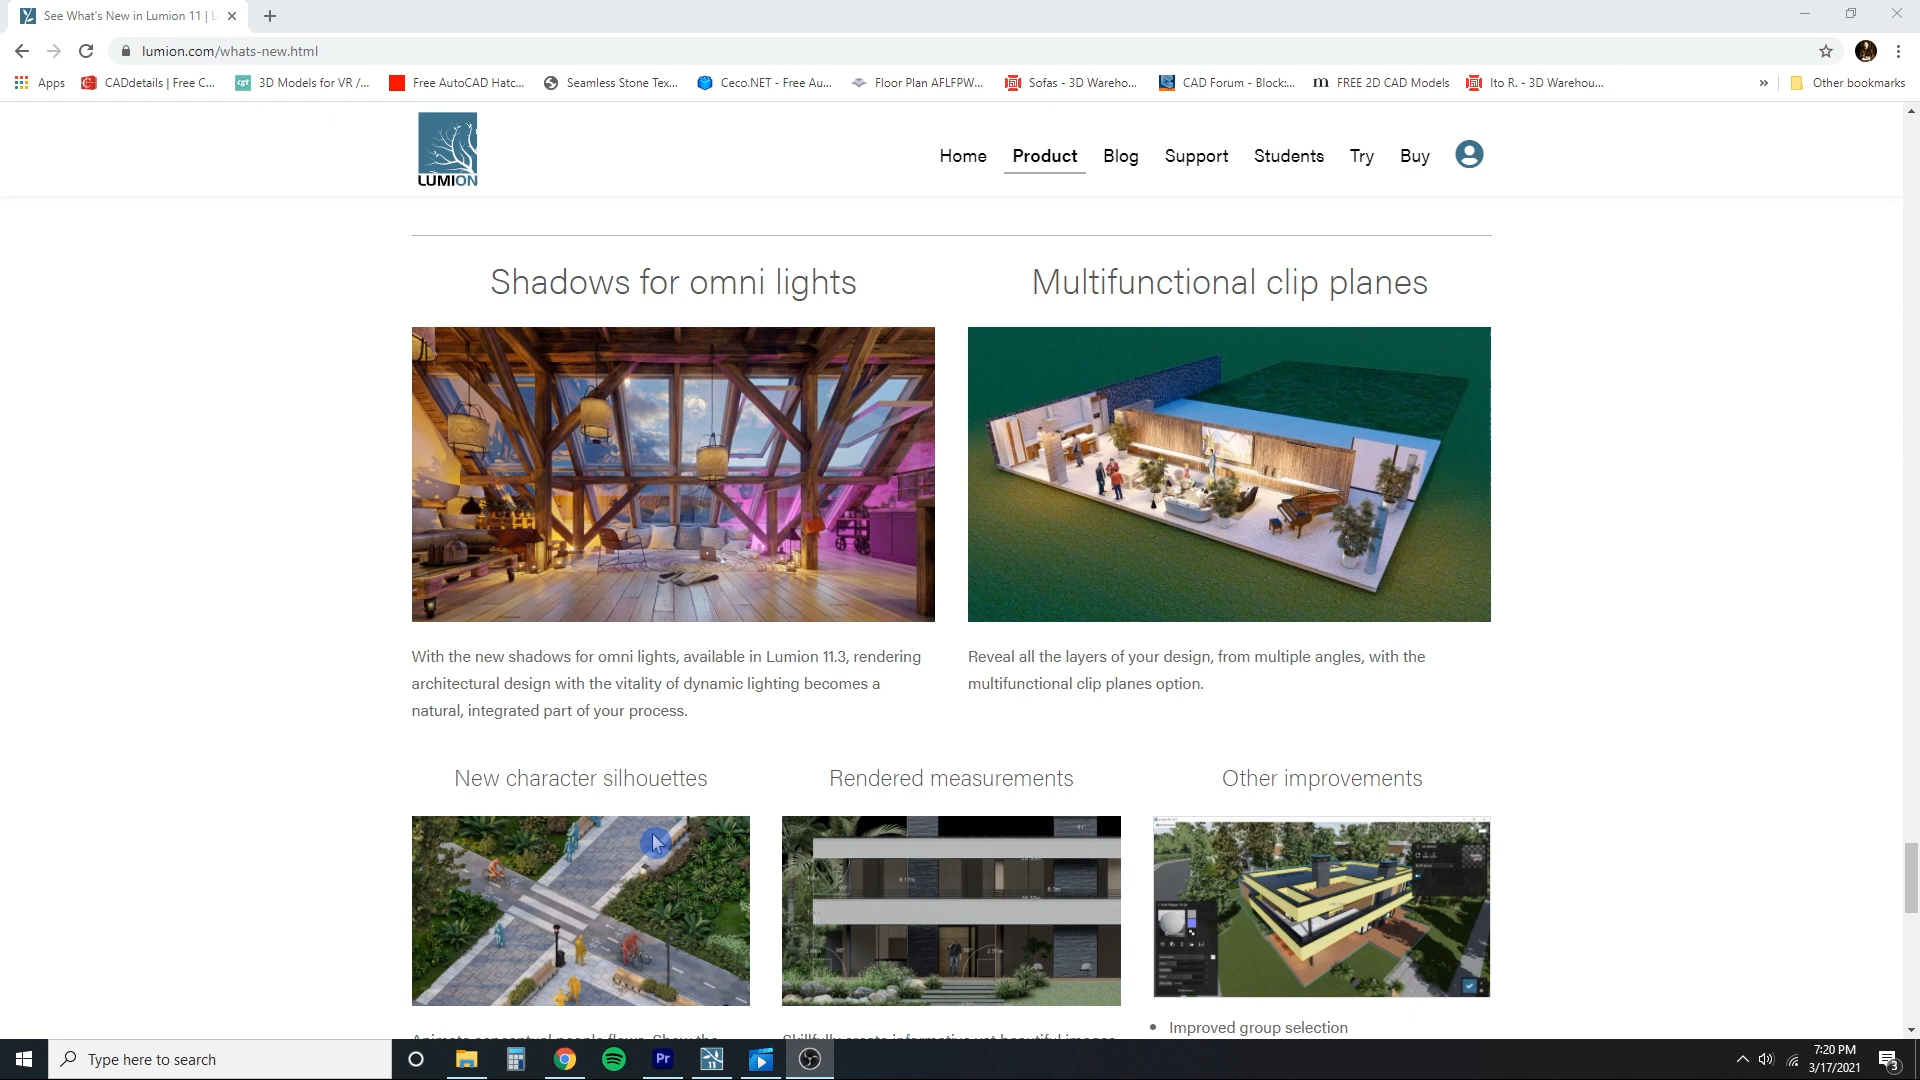 See What's New in Lumion 11 | L
lumion.com/whats-new.html
Apps
CADdetails | Free C...
cgt
3D Models for VR /...
Free AutoCAD Hatc...
Seamless Stone Tex...
Ceco.NET - Free Au...
Floor Plan AFLFPW...
Sofas - 3D Wareho...
CAD Forum - Block:...
m
FREE 2D CAD Models
Ito R. - 3D Warehou...
»
Other bookmarks
LUMION
Home
Product
Blog
Support
Students
Try
Buy
Shadows for omni lights
Multifunctional clip planes
With the new shadows for omni lights, available in Lumion 11.3, rendering
architectural design with the vitality of dynamic lighting becomes a
natural, integrated part of your process.
Reveal all the layers of your design, from multiple angles, with the
multifunctional clip planes option.
New character silhouettes
Rendered measurements
Other improvements
• Improved group selection
Type here to search
Pr
11
7:20 PM
3/17/2021
3